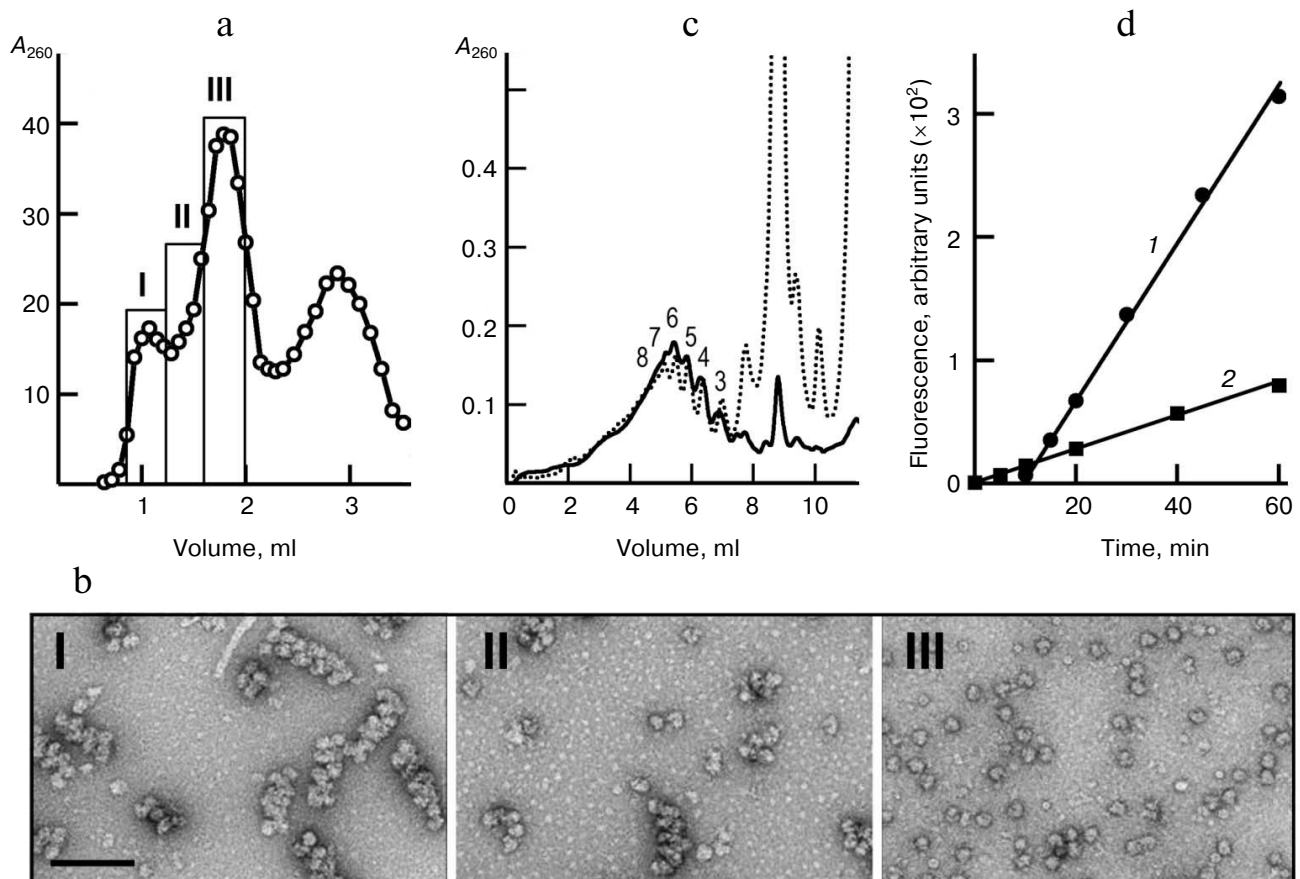 a
A260
40
30
20
10
I
II
III
1
2
3
Volume, ml
c
A260
0.4
0.3
0.2
0.1
8
7
6
5
4
3
0
2
4
6
8
10
Volume, ml
d
Fluorescence, arbitrary units (×10²)
3
2
1
0
1
2
20
40
60
Time, min
b
I
II
III